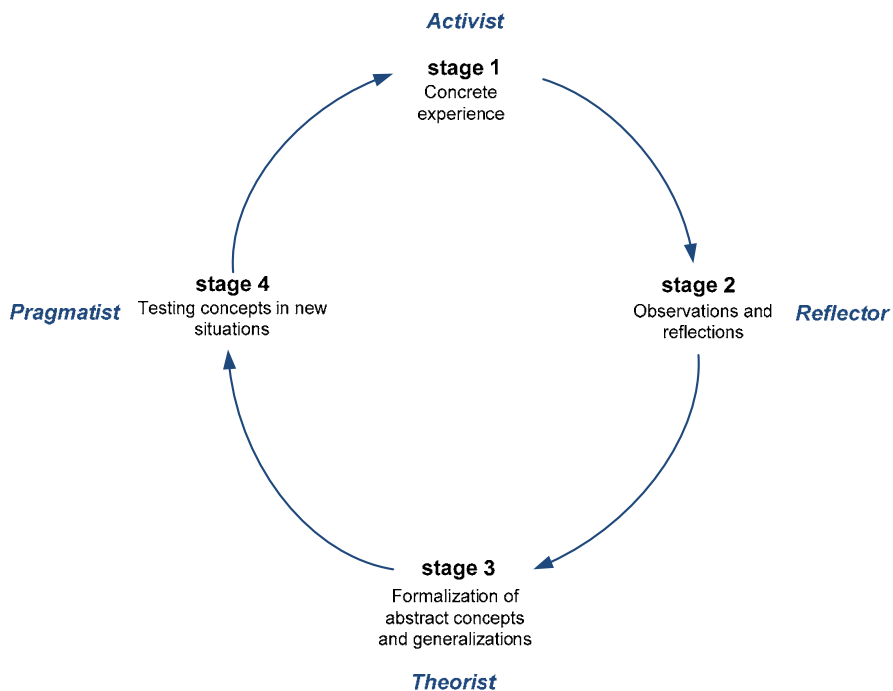 Activist
stage 1
Concrete
experience
stage 2
Observations and
reflections
Reflector
stage 3
Formalization of
abstract concepts
and generalizations
Theorist
stage 4
Testing concepts in new
situations
Pragmatist